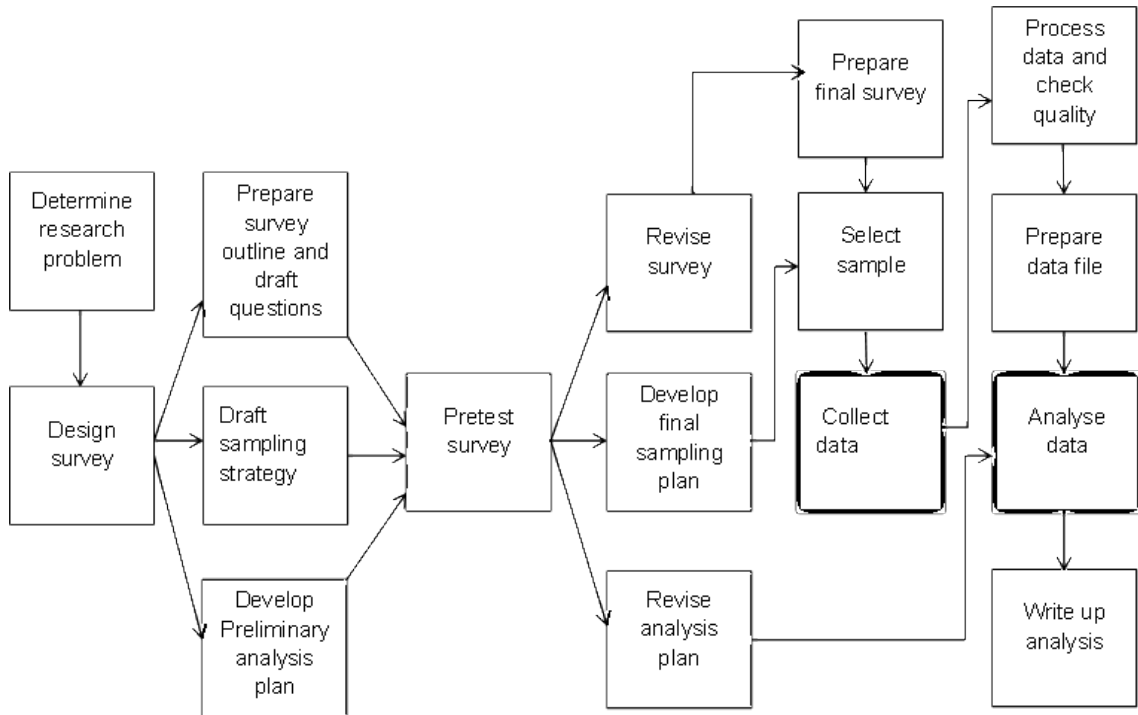 Determine
research
problem
Design
survey
Prepare
survey
outline and
draft
questions
Draft
sampling
strategy
Develop
Preliminary
analysis
plan
Pretest
survey
Revise
survey
Develop
final
sampling
plan
Revise
analysis
plan
Prepare
final survey
Select
sample
Collect
data
Process
data and
check
quality
Prepare
data file
Analyse
data
Write up
analysis